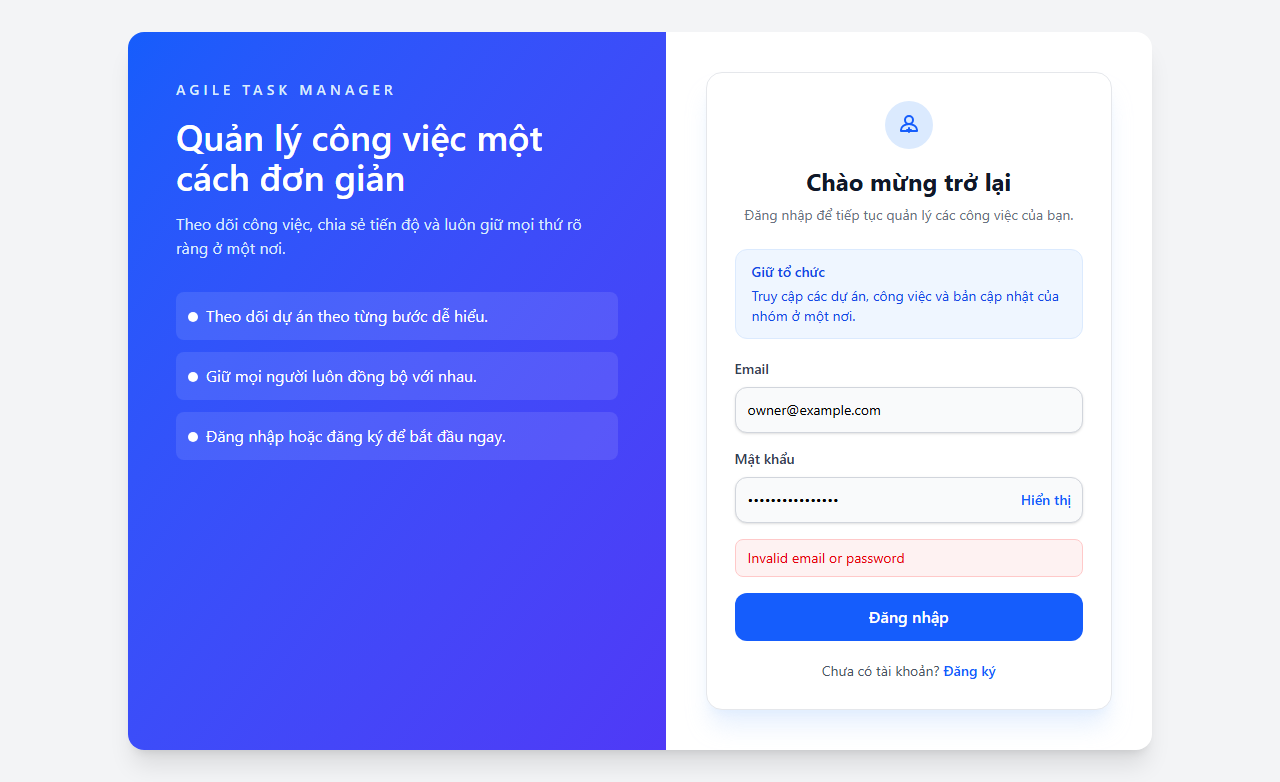 AGILE TASK MANAGER
Quản lý công việc một
cách đơn giản
Theo dõi công việc, chia sẻ tiến độ và luôn giữ mọi thứ rõ
ràng ở một nơi.
Theo dõi dự án theo từng bước dễ hiểu.
Giữ mọi người luôn đồng bộ với nhau.
Đăng nhập hoặc đăng ký để bắt đầu ngay.
Chào mừng trở lại
Đăng nhập để tiếp tục quản lý các công việc của bạn.
Giữ tổ chức
Truy cập các dự án, công việc và bản cập nhật của
nhóm ở một nơi.
Email
owner@example.com
Mật khẩu
•••••••••••••••• Hiển thị
Invalid email or password
Đăng nhập
Chưa có tài khoản? Đăng ký